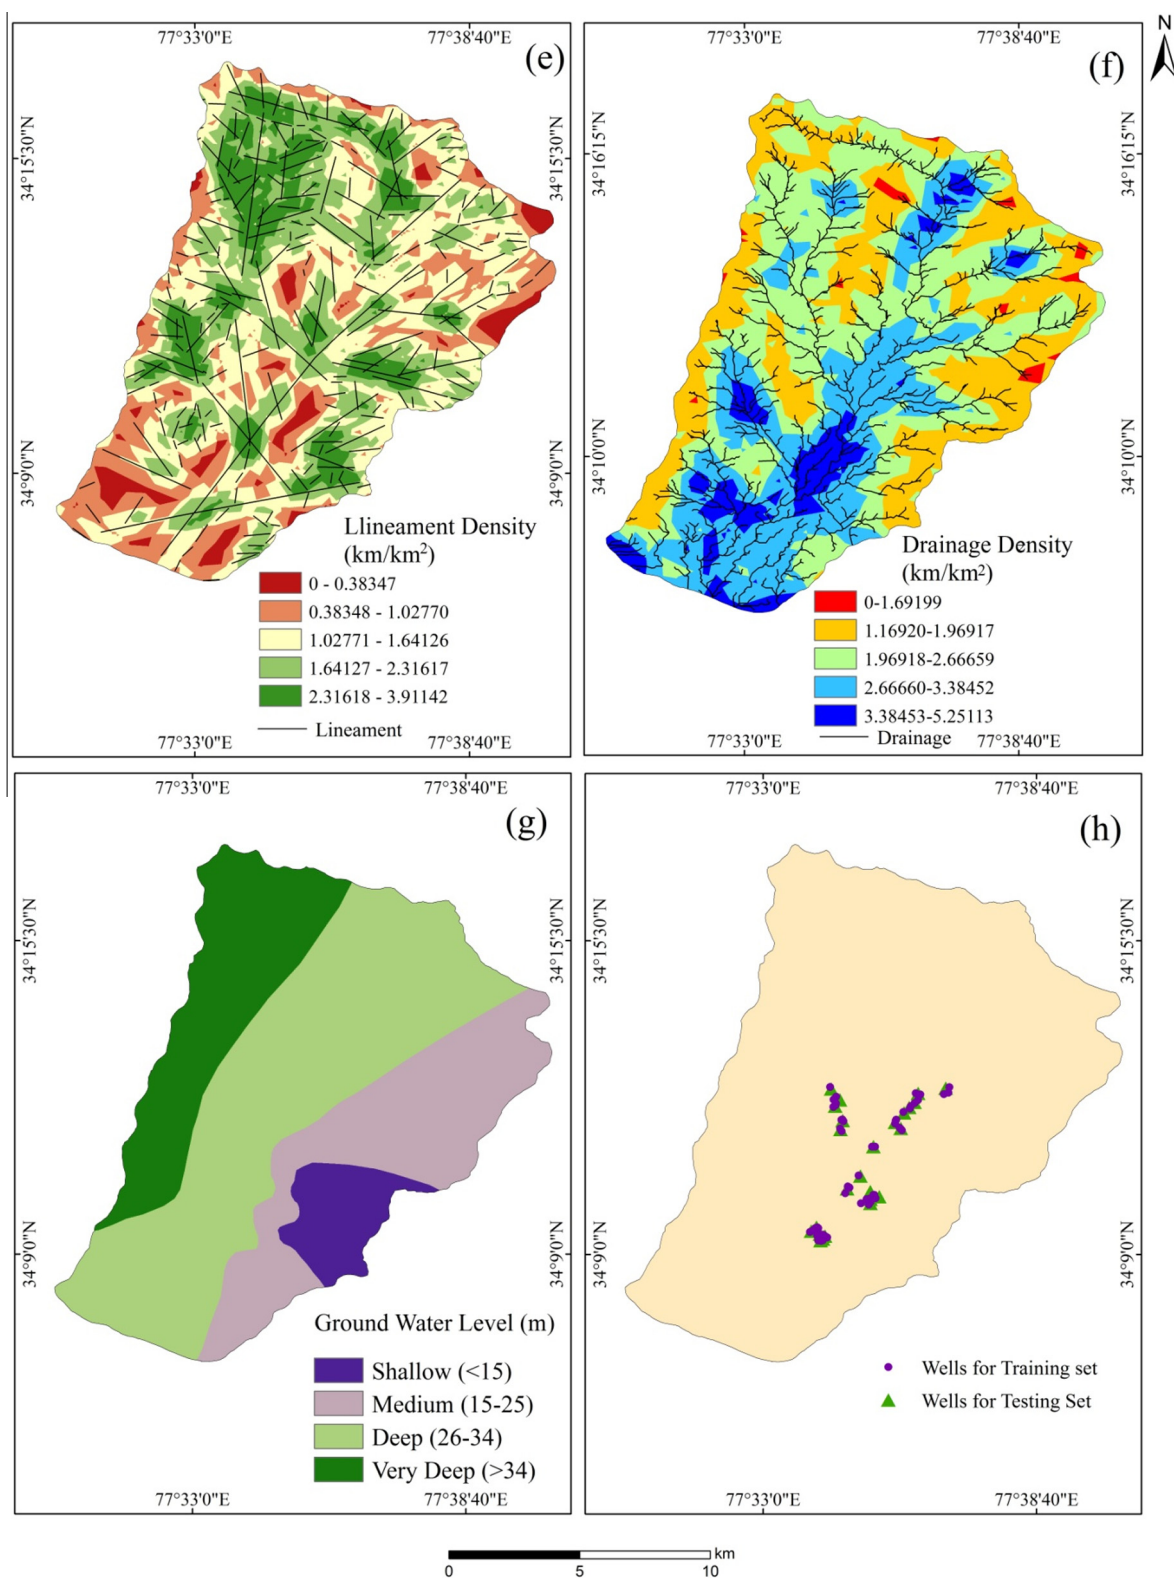 77°33'0"E 77°38'40"E
(e)
34°15'30"N 34°15'30"N
34°9'0"N 34°9'0"N
Llineament Density
(km/km²)
0 - 0.38347
0.38348 - 1.02770
1.02771 - 1.64126
1.64127 - 2.31617
2.31618 - 3.91142
Lineament
77°33'0"E 77°38'40"E
77°33'0"E 77°38'40"E
N
(f)
34°16'15"N
34°10'0"N 34°10'0"N
34°16'15"N
Drainage Density
(km/km²)
0-1.69199
1.16920-1.96917
1.96918-2.66659
2.66660-3.38452
3.38453-5.25113
Drainage
77°33'0"E 77°38'40"E
77°33'0"E 77°38'40"E
(g)
34°15'30"N 34°15'30"N
34°9'0"N 34°9'0"N
Ground Water Level (m)
Shallow (<15)
Medium (15-25)
Deep (26-34)
Very Deep (>34)
77°33'0"E 77°38'40"E
77°33'0"E 77°38'40"E
(h)
34°15'30"N 34°15'30"N
34°9'0"N 34°9'0"N
Wells for Training set
Wells for Testing Set
77°33'0"E 77°38'40"E
km
0 5 10